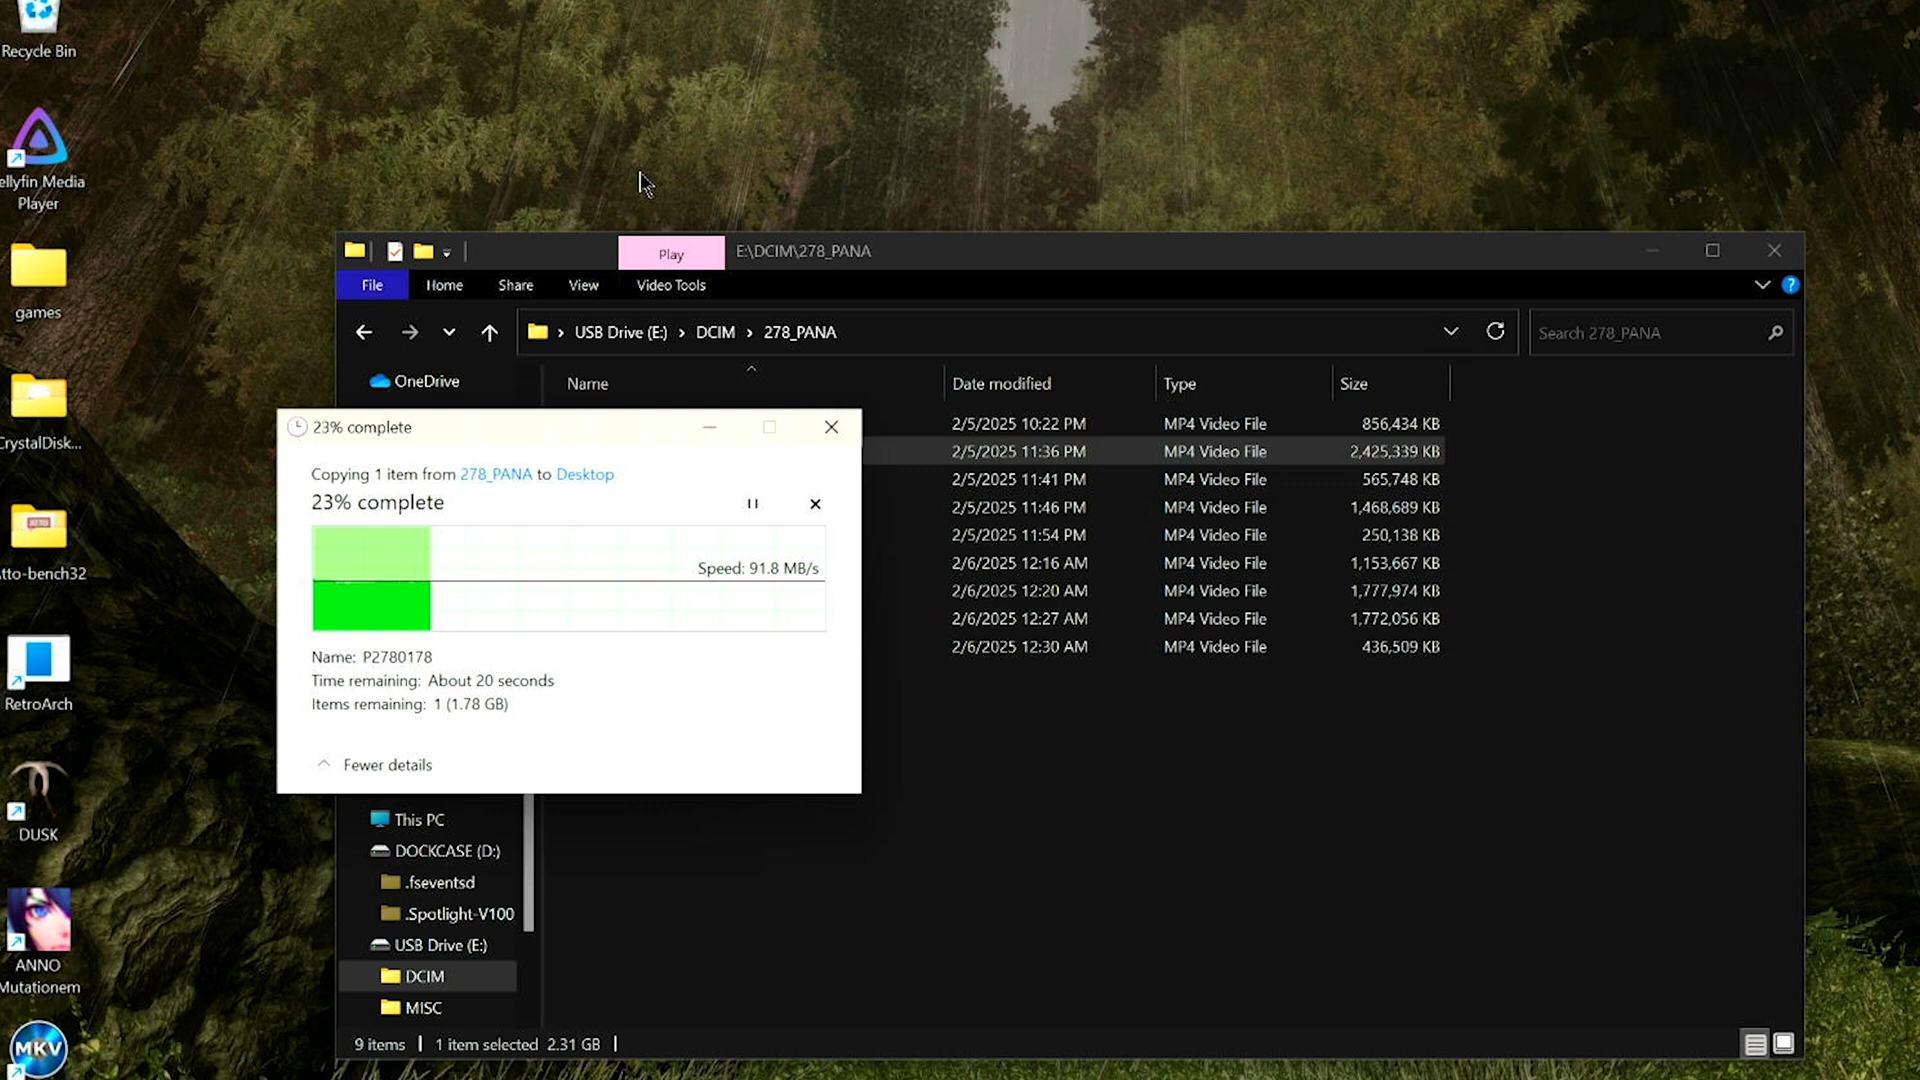 Recycle Bin
ellyfin Media
Player
games
CrystalDisk...
tto-bench32
RetroArch
DUSK
ANNO
Mutationem
MKV
Play
E:\DCIM\278_PANA
File Home Share View Video Tools
?
› USB Drive (E:) › DCIM › 278_PANA
Search 278_PANA
OneDrive
Name Date modified Type Size
2/5/2025 10:22 PM MP4 Video File 856,434 KB
2/5/2025 11:36 PM MP4 Video File 2,425,339 KB
2/5/2025 11:41 PM MP4 Video File 565,748 KB
2/5/2025 11:46 PM MP4 Video File 1,468,689 KB
2/5/2025 11:54 PM MP4 Video File 250,138 KB
2/6/2025 12:16 AM MP4 Video File 1,153,667 KB
2/6/2025 12:20 AM MP4 Video File 1,777,974 KB
2/6/2025 12:27 AM MP4 Video File 1,772,056 KB
2/6/2025 12:30 AM MP4 Video File 436,509 KB
23% complete
Copying 1 item from 278_PANA to Desktop
23% complete
Speed: 91.8 MB/s
Name: P2780178
Time remaining: About 20 seconds
Items remaining: 1 (1.78 GB)
Fewer details
This PC
DOCKCASE (D:)
.fseventsd
.Spotlight-V100
USB Drive (E:)
DCIM
MISC
9 items 1 item selected 2.31 GB